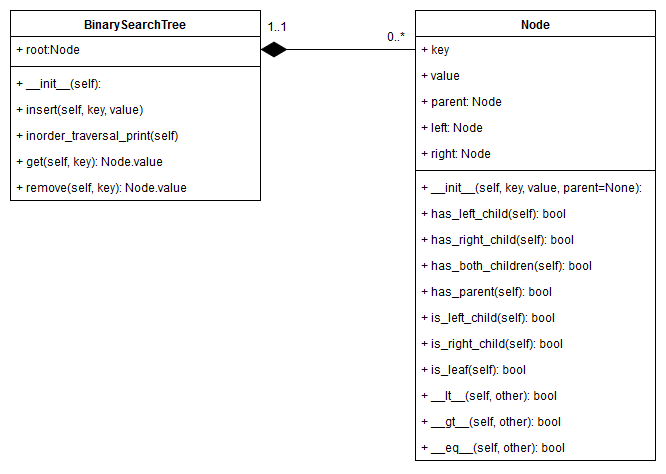 BinarySearchTree
+ root:Node
+ __init__(self):
+ insert(self, key, value)
+ inorder_traversal_print(self)
+ get(self, key): Node.value
+ remove(self, key): Node.value
1..1
0..*
Node
+ key
+ value
+ parent: Node
+ left: Node
+ right: Node
+ __init__(self, key, value, parent=None):
+ has_left_child(self): bool
+ has_right_child(self): bool
+ has_both_children(self): bool
+ has_parent(self): bool
+ is_left_child(self): bool
+ is_right_child(self): bool
+ is_leaf(self): bool
+ __lt__(self, other): bool
+ __gt__(self, other): bool
+ __eq__(self, other): bool